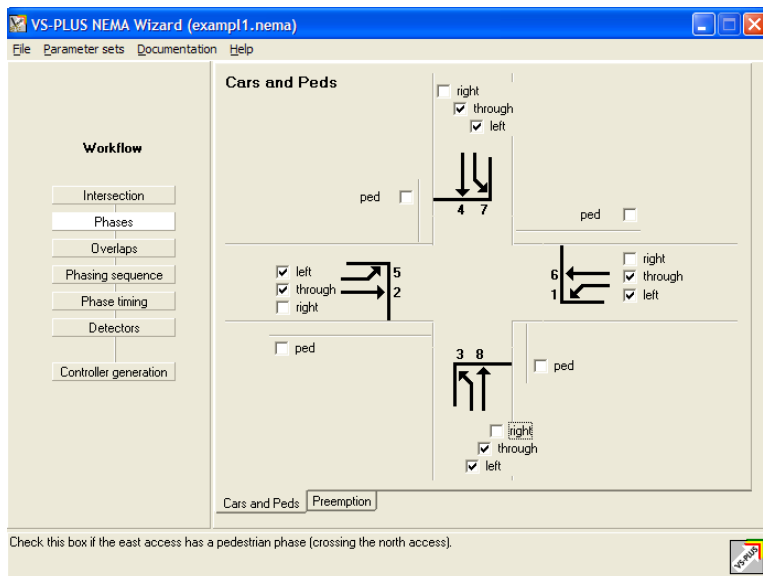 VS-PLUS NEMA Wizard (exampl1.nema)
File Parameter sets Documentation Help
Workflow
Intersection
Phases
Overlaps
Phasing sequence
Phase timing
Detectors
Controller generation
Cars and Peds
right
through
left
4 7
ped
ped
left
through
right
5
2
6
1
right
through
left
ped
3 8
ped
right
through
left
Cars and Peds Preemption
Check this box if the east access has a pedestrian phase (crossing the north access).
VS-PLUS